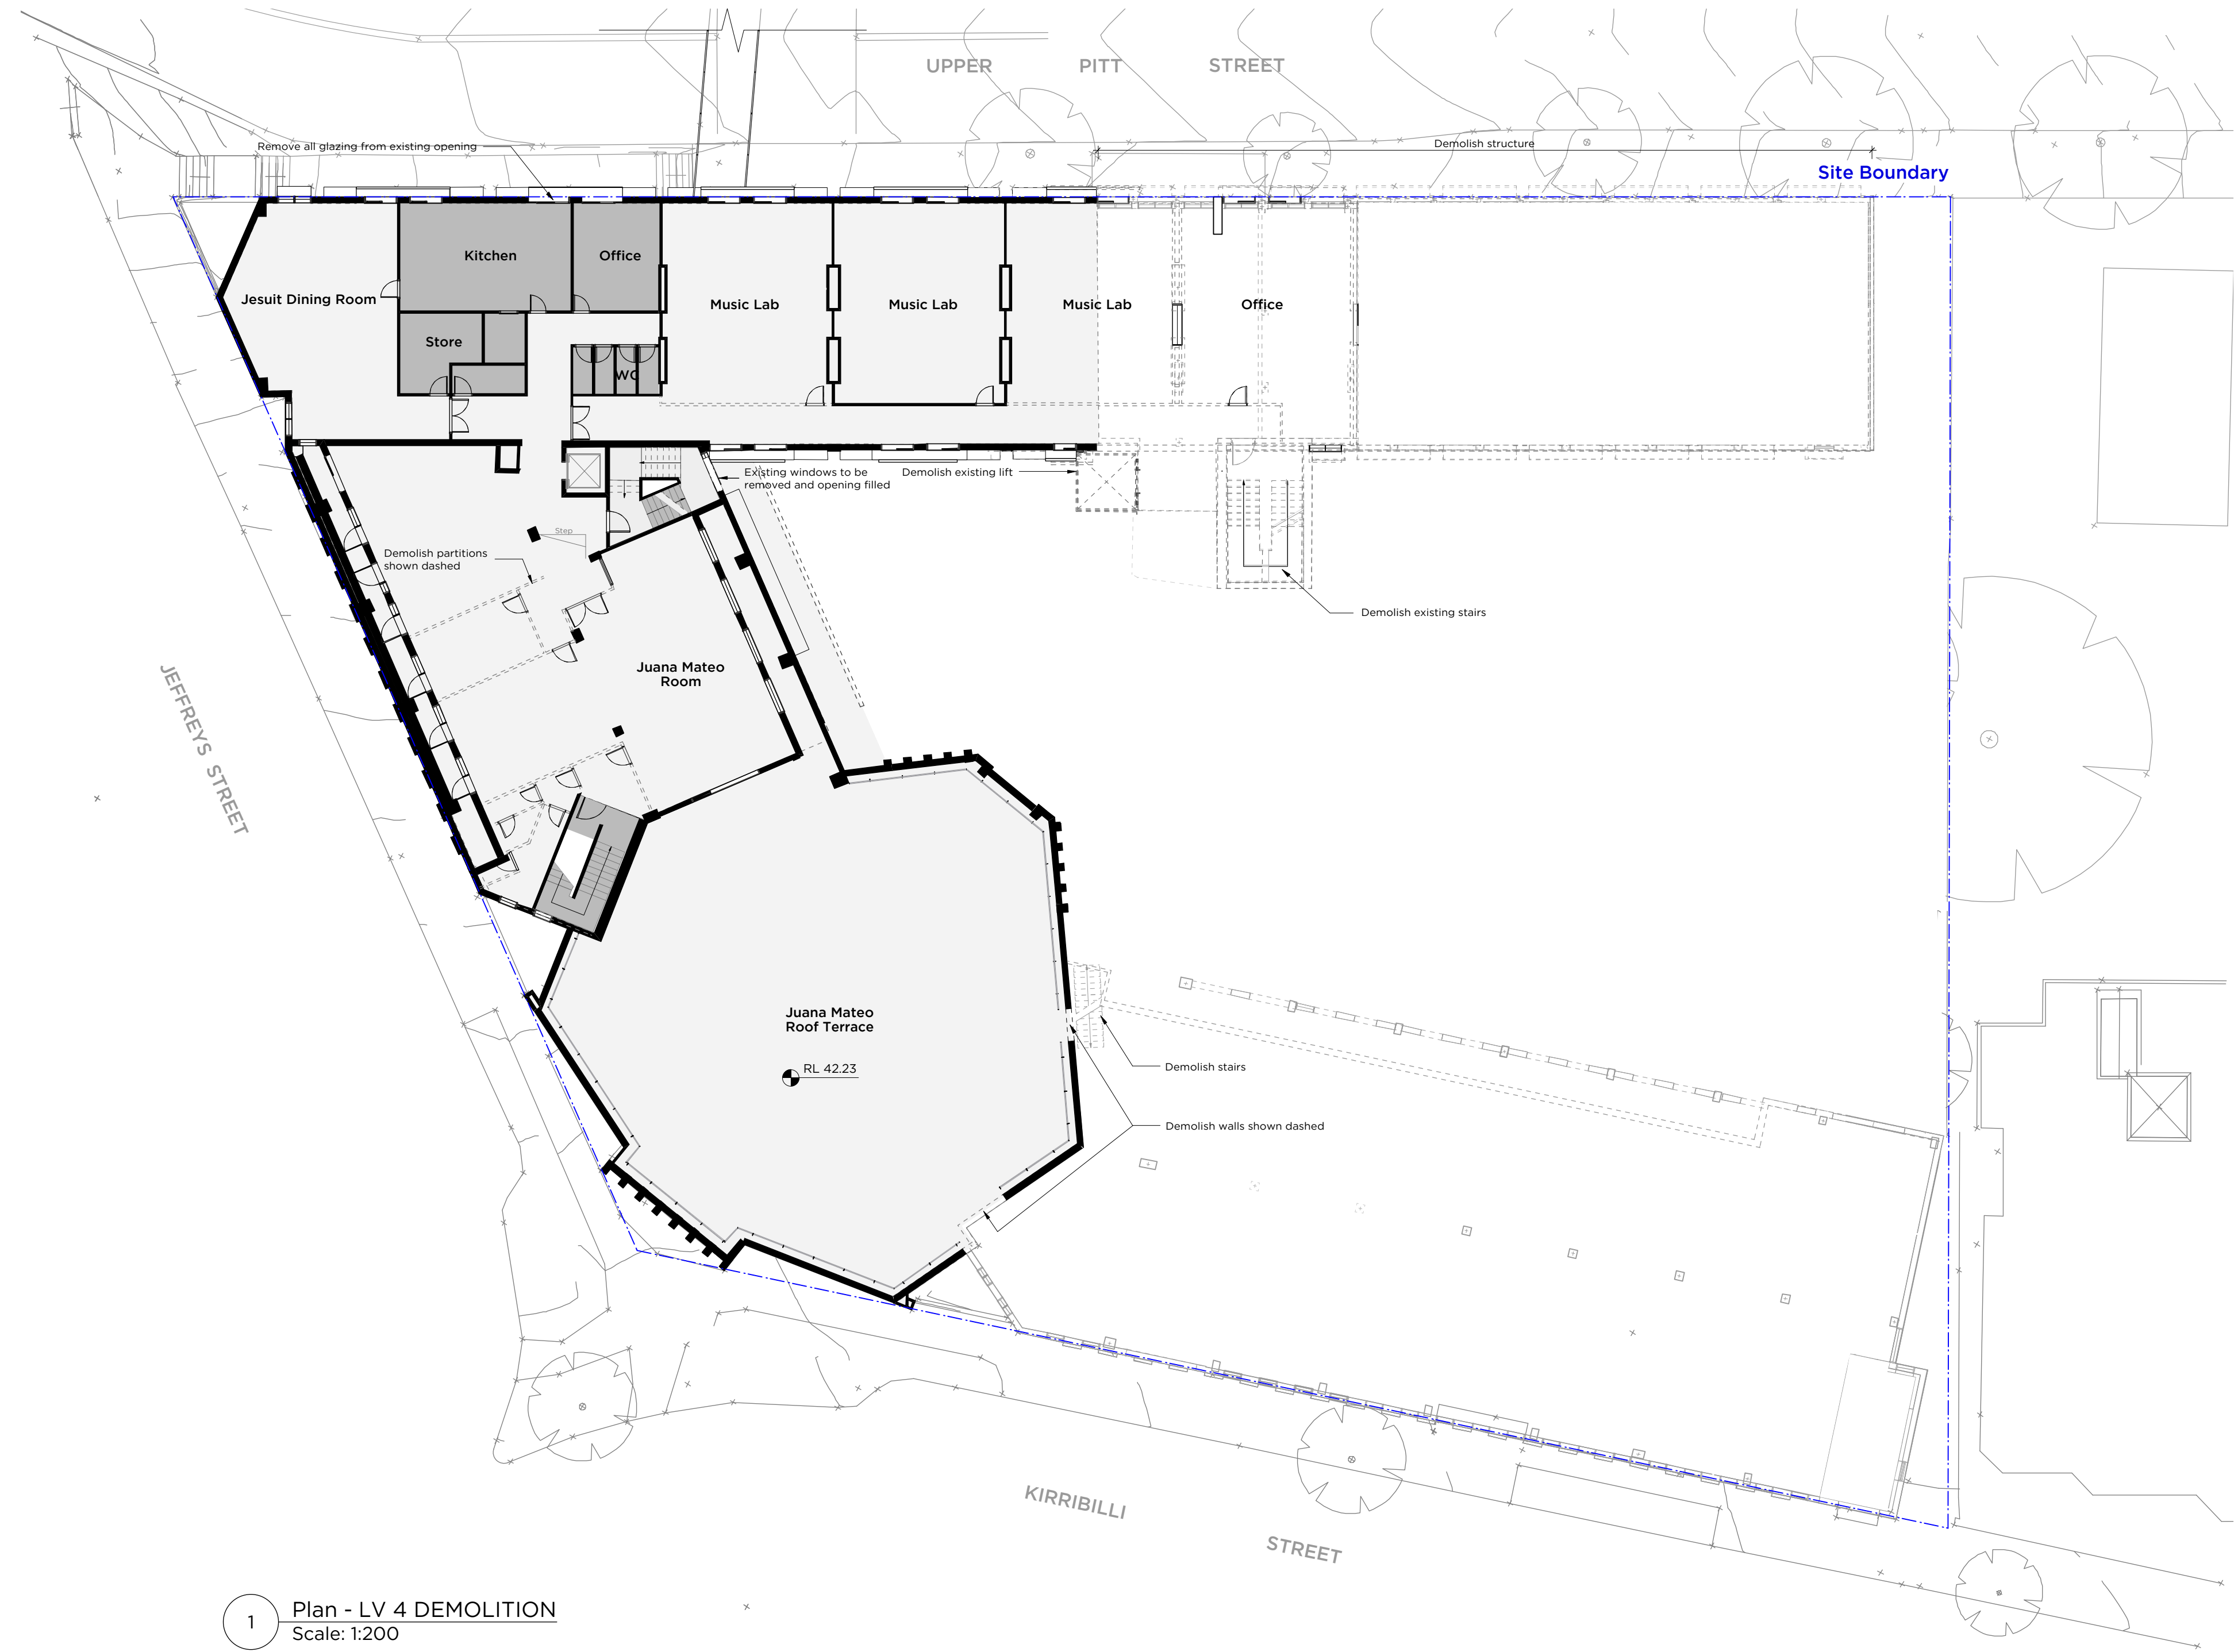 UPPER PITT STREET
Remove all glazing from existing opening
Demolish structure
Site Boundary
Kitchen
Office
Jesuit Dining Room
Music Lab
Music Lab
Music Lab
Office
Store
WC
Existing windows to be
removed and opening filled
Demolish existing lift
Step
Demolish partitions
shown dashed
Demolish existing stairs
Juana Mateo
Room
JEFFREYS STREET
Juana Mateo
Roof Terrace
RL 42.23
Demolish stairs
Demolish walls shown dashed
KIRRIBILLI STREET
1
Plan - LV 4 DEMOLITION
Scale: 1:200